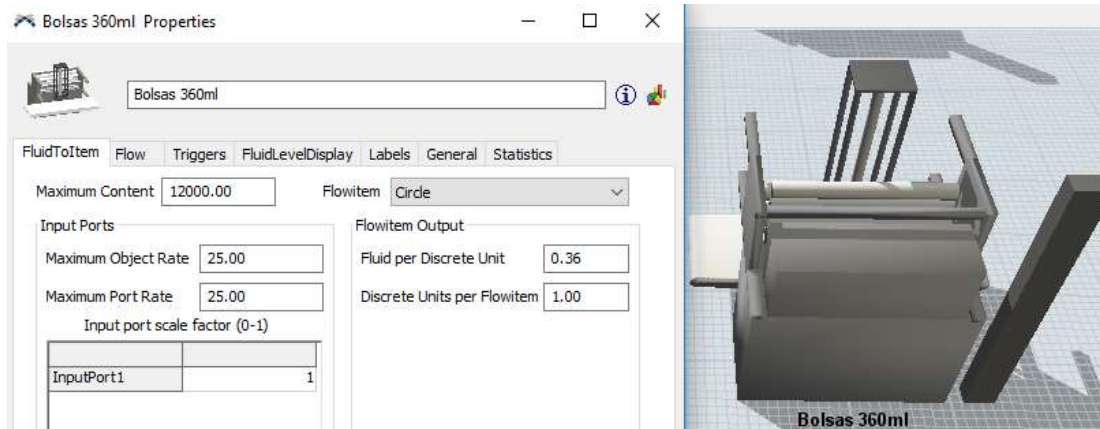 Bolsas 360ml Properties
Bolsas 360ml
FluidToItem Flow Triggers FluidLevelDisplay Labels General Statistics
Maximum Content 12000.00 Flowitem Circle
Input Ports
Maximum Object Rate 25.00
Maximum Port Rate 25.00
Input port scale factor (0-1)
InputPort1 1
Flowitem Output
Fluid per Discrete Unit 0.36
Discrete Units per Flowitem 1.00
Bolsas 360ml